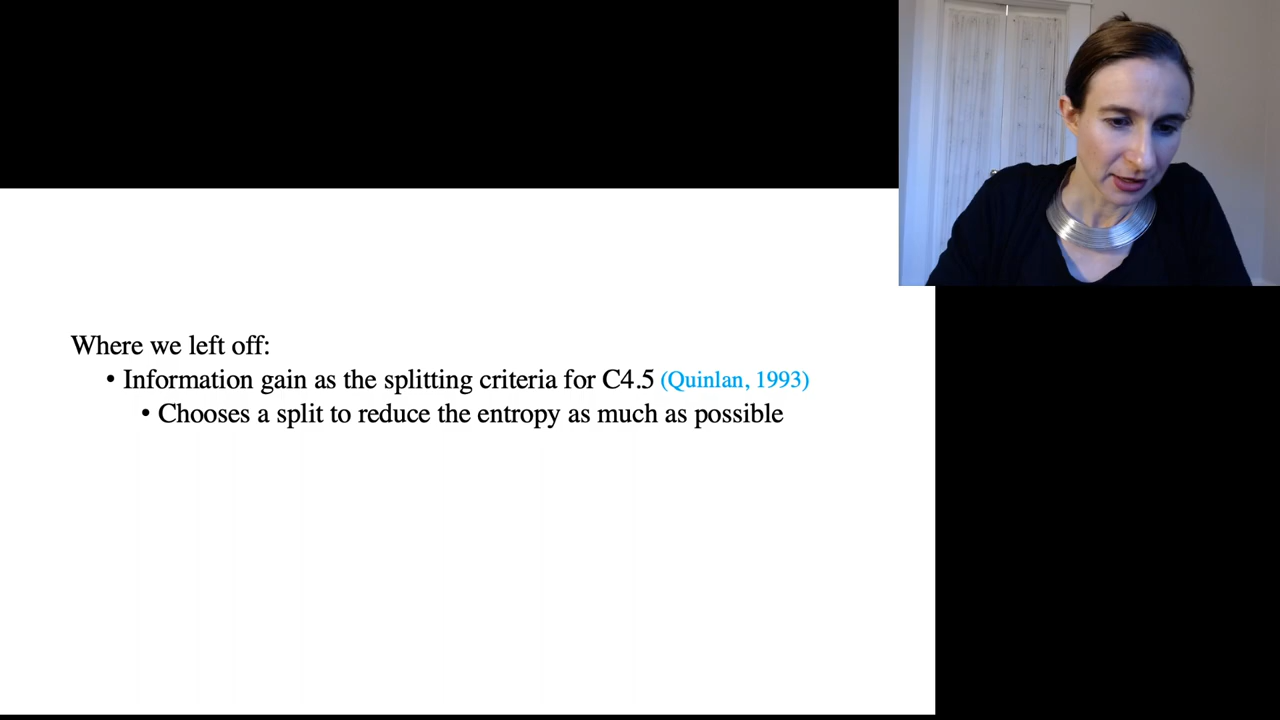 Where we left off:
• Information gain as the splitting criteria for C4.5 (Quinlan, 1993)
• Chooses a split to reduce the entropy as much as possible